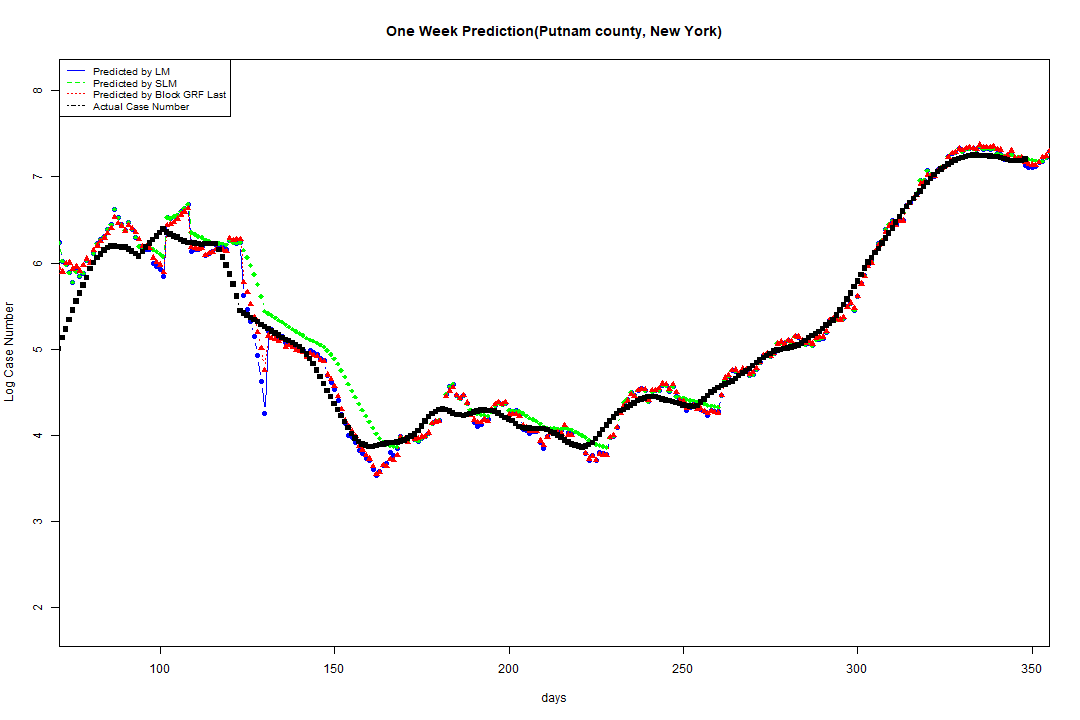 One Week Prediction(Putnam county, New York)
Predicted by LM
Predicted by SLM
Predicted by Block GRF Last
Actual Case Number
8
7
6
5
4
3
2
Log Case Number
100 150 200 250 300 350
days